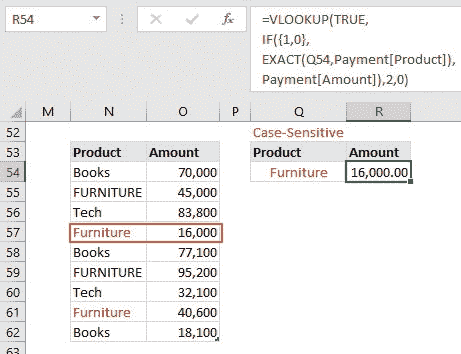 R54 fx =VLOOKUP(TRUE,
IF({1,0},
EXACT(Q54,Payment[Product]),
Payment[Amount]),2,0)
M N O P Q R
52 Case-Sensitive
53 Product Amount Product Amount
54 Books 70,000 Furniture 16,000.00
55 FURNITURE 45,000
56 Tech 83,800
57 Furniture 16,000
58 Books 77,100
59 FURNITURE 95,200
60 Tech 32,100
61 Furniture 40,600
62 Books 18,100
63
64